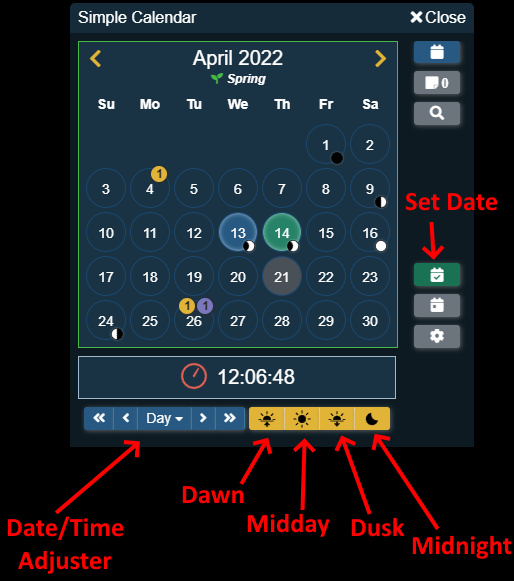 Simple Calendar
Close
April 2022
Spring
0
Su Mo Tu We Th Fr Sa
1 2
1
3 4 5 6 7 8 9
10 11 12 13 14 15 16
Set Date
17 18 19 20 21 22 23
1 1
24 25 26 27 28 29 30
12:06:48
Day
Dawn
Midday
Dusk
Midnight
Date/Time
Adjuster